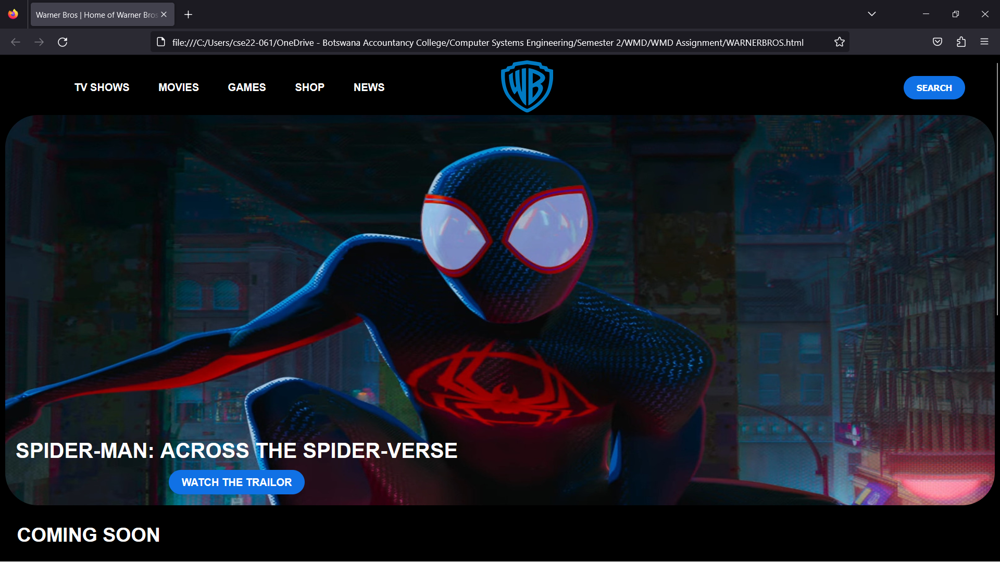 Warner Bros | Home of Warner Bros
file:///C:/Users/cse22-061/OneDrive - Botswana Accountancy College/Computer Systems Engineering/Semester 2/WMD/WMD Assignment/WARNERBROS.html
TV SHOWS MOVIES GAMES SHOP NEWS WB SEARCH
SPIDER-MAN: ACROSS THE SPIDER-VERSE
WATCH THE TRAILOR
COMING SOON